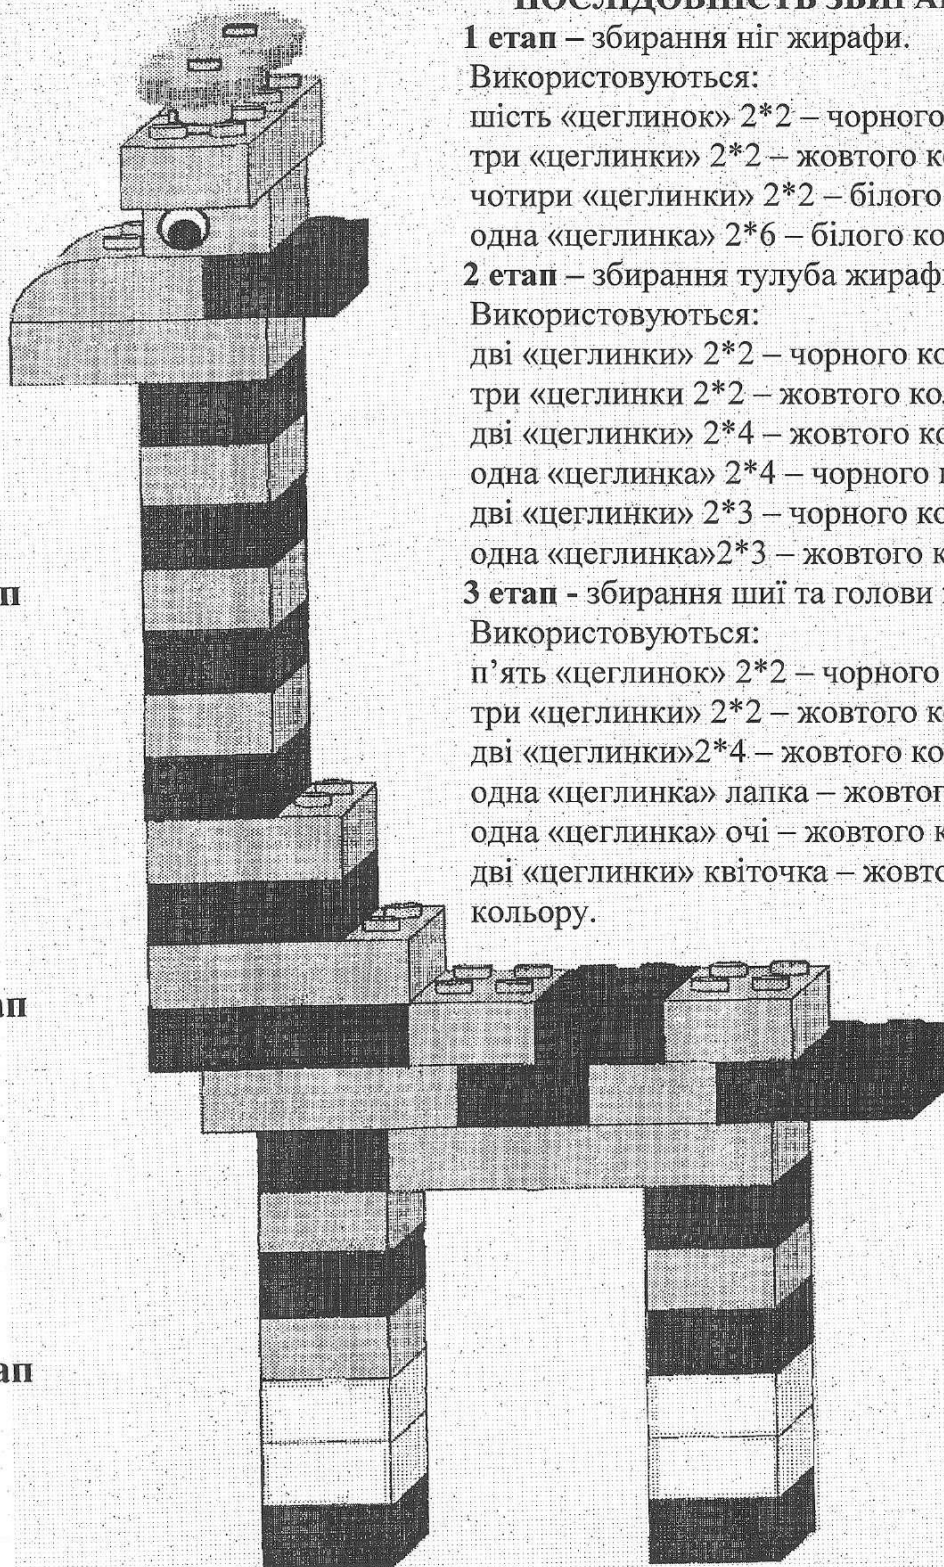 ПОСЛІДОВНІСТЬ ЗБИРА
1 етап – збирання ніг жирафи.
Використовуються:
шість «цеглинок» 2*2 – чорного
три «цеглинки» 2*2 – жовтого к
чотири «цеглинки» 2*2 – білого
одна «цеглинка» 2*6 – білого ко
2 етап – збирання тулуба жираф
Використовуються:
дві «цеглинки» 2*2 – чорного ко
три «цеглинки 2*2 – жовтого ко
дві «цеглинки» 2*4 – жовтого ко
одна «цеглинка» 2*4 – чорного
дві «цеглинки» 2*3 – чорного ко
одна «цеглинка»2*3 – жовтого к
п
3 етап - збирання шиї та голови
Використовуються:
п’ять «цеглинок» 2*2 – чорного
три «цеглинки» 2*2 – жовтого к
дві «цеглинки»2*4 – жовтого ко
одна «цеглинка» лапка – жовтог
одна «цеглинка» очі – жовтого к
дві «цеглинки» квіточка – жовто
кольору.
ап
ап